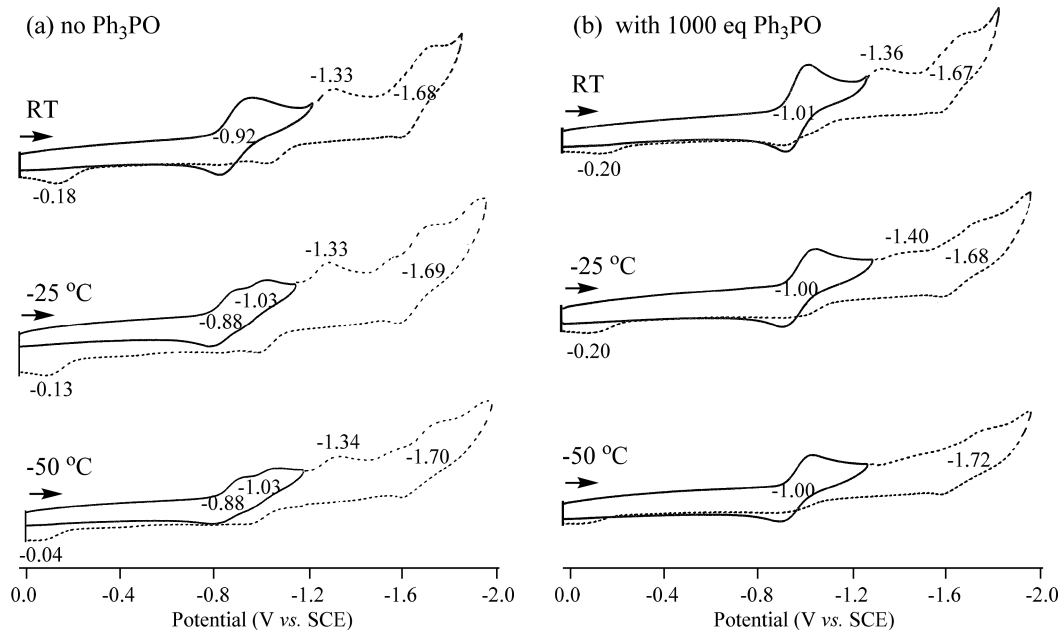 (a) no Ph₃PO
RT
-0.92
-1.33
-1.68
-0.18
-25 °C
-0.88
-1.03
-1.33
-1.69
-0.13
-50 °C
-0.88
-1.03
-1.34
-1.70
-0.04
0.0 -0.4 -0.8 -1.2 -1.6 -2.0
Potential (V vs. SCE)
(b) with 1000 eq Ph₃PO
RT
-1.01
-1.36
-1.67
-0.20
-25 °C
-1.00
-1.40
-1.68
-0.20
-50 °C
-1.00
-1.72
0.0 -0.4 -0.8 -1.2 -1.6 -2.0
Potential (V vs. SCE)